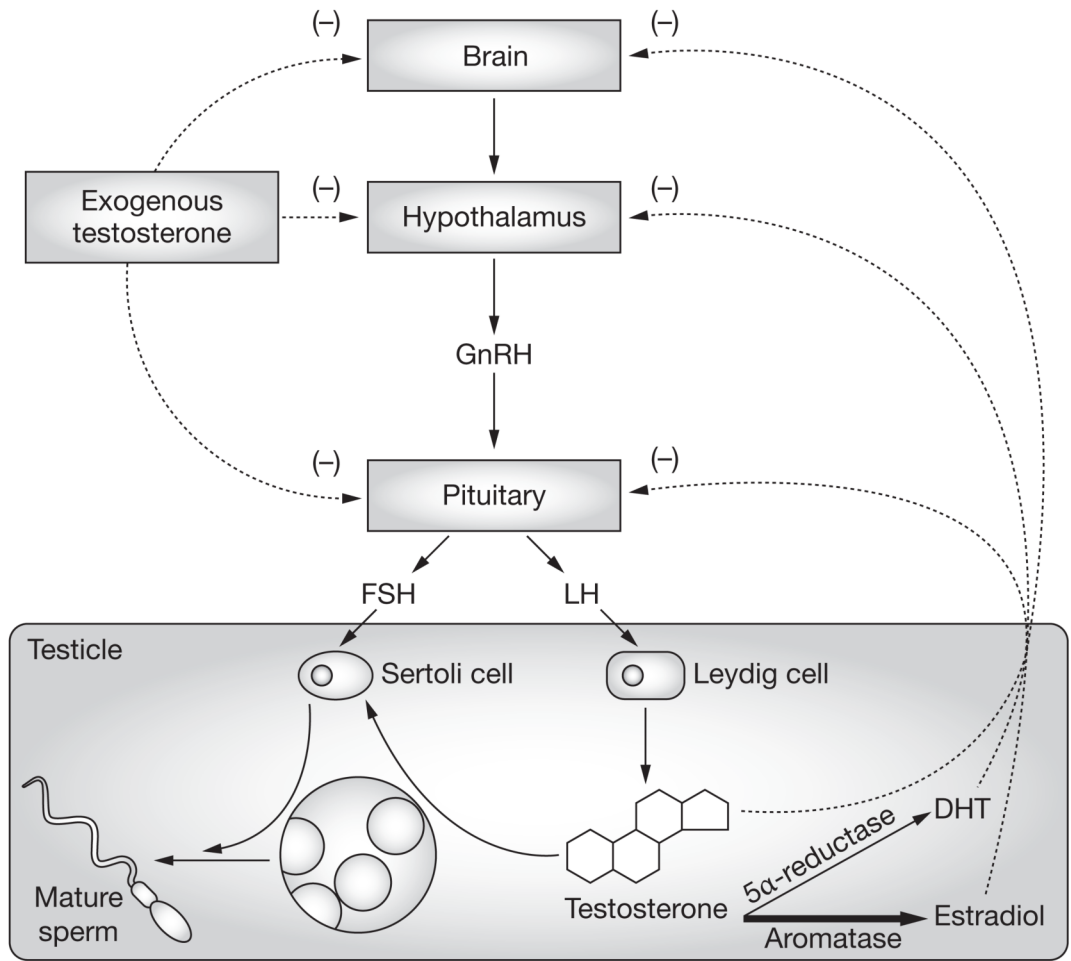 (–)
(–)
Brain
Exogenous
testosterone
(–)
(–)
Hypothalamus
GnRH
(–)
(–)
Pituitary
FSH
LH
Testicle
Sertoli cell
Leydig cell
Mature
sperm
Testosterone
5α-reductase
DHT
Aromatase
Estradiol